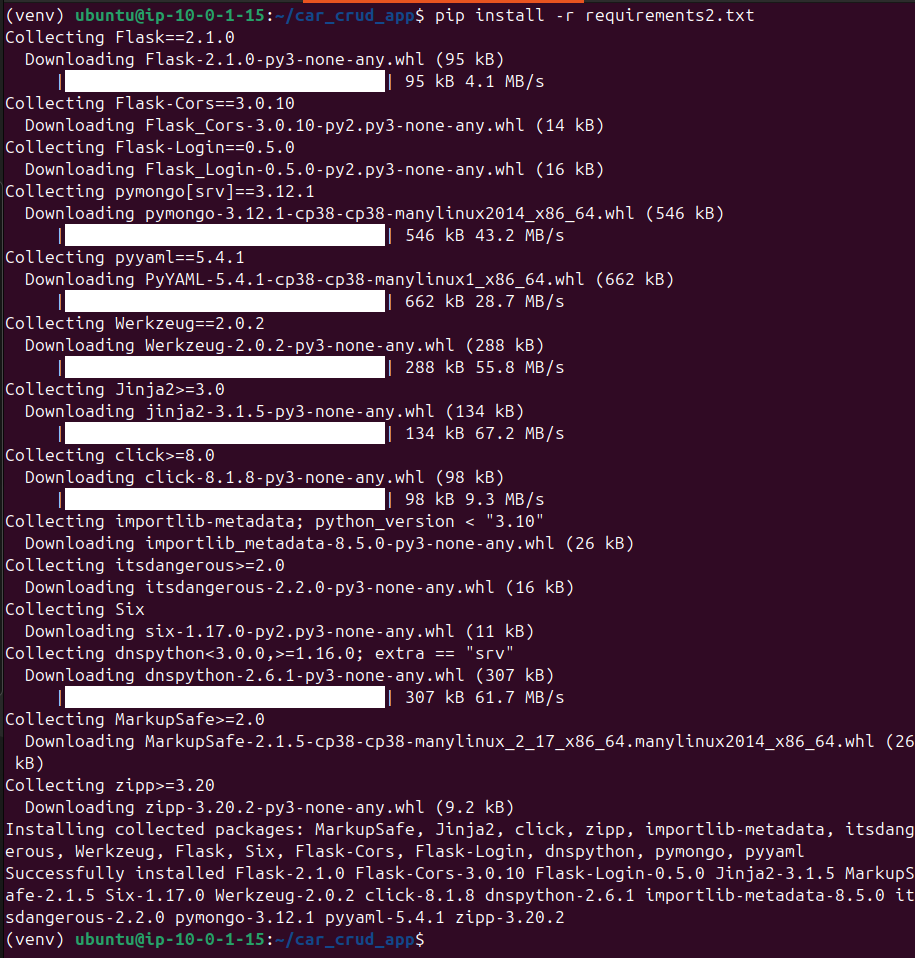 (venv) ubuntu@ip-10-0-1-15:~/car_crud_app$ pip install -r requirements2.txt
Collecting Flask==2.1.0
  Downloading Flask-2.1.0-py3-none-any.whl (95 kB)
     |                                | 95 kB 4.1 MB/s
Collecting Flask-Cors==3.0.10
  Downloading Flask_Cors-3.0.10-py2.py3-none-any.whl (14 kB)
Collecting Flask-Login==0.5.0
  Downloading Flask_Login-0.5.0-py2.py3-none-any.whl (16 kB)
Collecting pymongo[srv]==3.12.1
  Downloading pymongo-3.12.1-cp38-cp38-manylinux2014_x86_64.whl (546 kB)
     |                                | 546 kB 43.2 MB/s
Collecting pyyaml==5.4.1
  Downloading PyYAML-5.4.1-cp38-cp38-manylinux1_x86_64.whl (662 kB)
     |                                | 662 kB 28.7 MB/s
Collecting Werkzeug==2.0.2
  Downloading Werkzeug-2.0.2-py3-none-any.whl (288 kB)
     |                                | 288 kB 55.8 MB/s
Collecting Jinja2>=3.0
  Downloading jinja2-3.1.5-py3-none-any.whl (134 kB)
     |                                | 134 kB 67.2 MB/s
Collecting click>=8.0
  Downloading click-8.1.8-py3-none-any.whl (98 kB)
     |                                | 98 kB 9.3 MB/s
Collecting importlib-metadata; python_version < "3.10"
  Downloading importlib_metadata-8.5.0-py3-none-any.whl (26 kB)
Collecting itsdangerous>=2.0
  Downloading itsdangerous-2.2.0-py3-none-any.whl (16 kB)
Collecting Six
  Downloading six-1.17.0-py2.py3-none-any.whl (11 kB)
Collecting dnspython<3.0.0,>=1.16.0; extra == "srv"
  Downloading dnspython-2.6.1-py3-none-any.whl (307 kB)
     |                                | 307 kB 61.7 MB/s
Collecting MarkupSafe>=2.0
  Downloading MarkupSafe-2.1.5-cp38-cp38-manylinux_2_17_x86_64.manylinux2014_x86_64.whl (26
 kB)
Collecting zipp>=3.20
  Downloading zipp-3.20.2-py3-none-any.whl (9.2 kB)
Installing collected packages: MarkupSafe, Jinja2, click, zipp, importlib-metadata, itsdang
erous, Werkzeug, Flask, Six, Flask-Cors, Flask-Login, dnspython, pymongo, pyyaml
Successfully installed Flask-2.1.0 Flask-Cors-3.0.10 Flask-Login-0.5.0 Jinja2-3.1.5 MarkupS
afe-2.1.5 Six-1.17.0 Werkzeug-2.0.2 click-8.1.8 dnspython-2.6.1 importlib-metadata-8.5.0 it
sdangerous-2.2.0 pymongo-3.12.1 pyyaml-5.4.1 zipp-3.20.2
(venv) ubuntu@ip-10-0-1-15:~/car_crud_app$